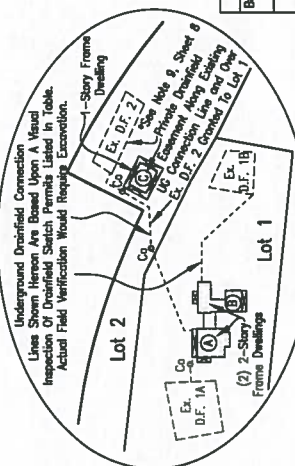 Underground Drainfield Connection
Lines Shown Hereon Are Based Upon A Visual
Inspection Of Drainfield Sketch Permits Listed In Table.
Actual Field Verification Would Require Excavation.
1-Story Frame
Dwelling
Ex. D.F. 2
See Note 9, Sheet 8
Private Drainfield
Easement Along Existing
UG Connection Line and Over
Ex. D.F. 2 Granted To Lot 1
Co
C
Lot 2
Co
Ex.
D.F. 1B
Lot 1
B
A
Co
(2) 2-Story
Frame Dwellings
Ex.
D.F. 1A